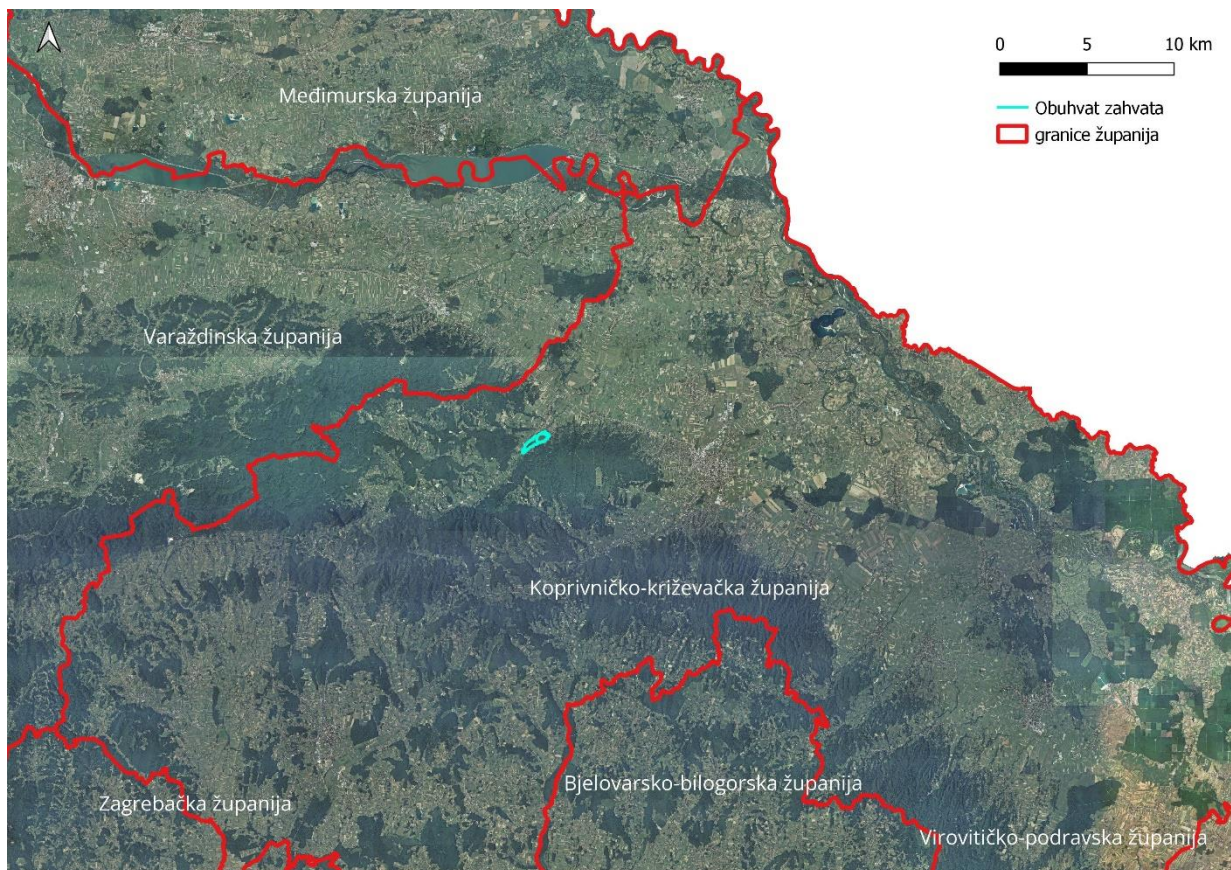 0 5 10 km
Međimurska županija
Obuhvat zahvata
granice županija
Varaždinska županija
Koprivničko-križevačka županija
Bjelovarsko-bilogorska županija
Zagrebačka županija
Virovitičko-podravska županija